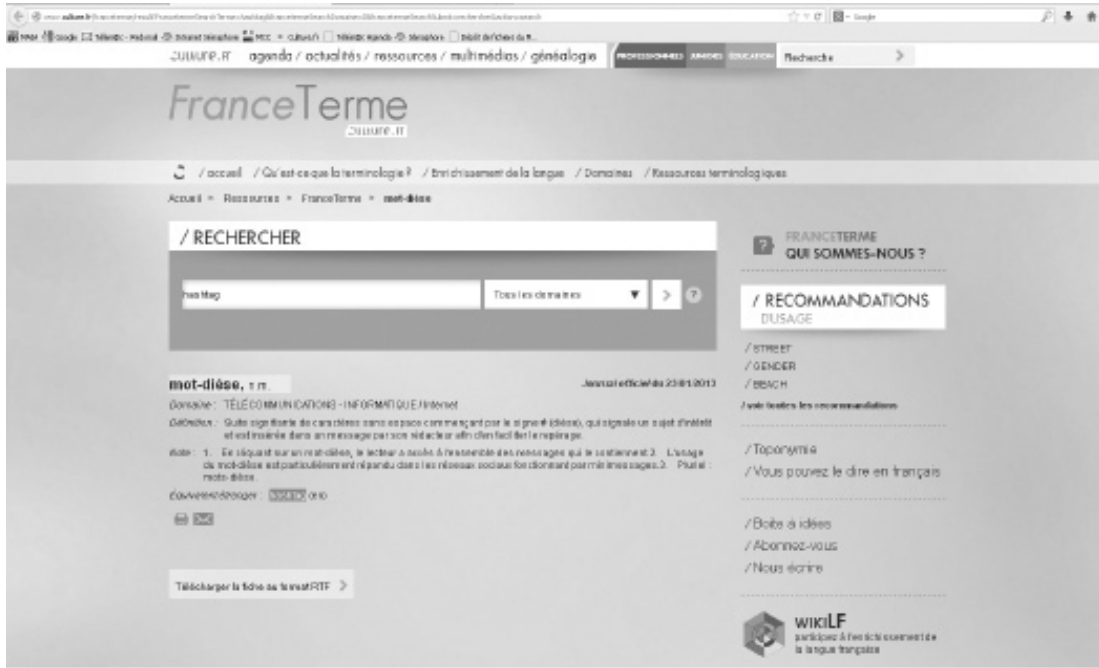 culture.fr agenda / actualités / ressources / multimédias / généalogie PROFESSIONNELS JUNIORS ÉDUCATION Recherche >
FranceTerme
culture.fr
/ accueil / Qu'est-ce que la terminologie ? / Enrichissement de la langue / Domaines / Ressources terminologiques
Accueil » Ressources » FranceTerme » mot-dièse
/ RECHERCHER
hashtag Tous les domaines ▼ > ?
mot-dièse, n.m. Journal officiel du 23/01/2013
Domaine : TÉLÉCOMMUNICATIONS - INFORMATIQUE / Internet
Définition : Suite signifiante de caractères sans espace commençant par le signe # (dièse), qui signale un sujet d'intérêt
et est insérée dans un message par son rédacteur afin d'en faciliter le repérage.
Note : 1. En cliquant sur un mot-dièse, le lecteur a accès à l'ensemble des messages qui le contiennent. 2. L'usage
du mot-dièse est particulièrement répandu dans les réseaux sociaux fonctionnant par minimessages. 3. Pluriel :
mots-dièse.
Équivalent étranger : hashtag (en)
Télécharger la fiche au format RTF >
? FRANCETERME
QUI SOMMES-NOUS ?
/ RECOMMANDATIONS
D'USAGE
/ STREET
/ GENDER
/ BEACH
/ voir toutes les recommandations
/ Toponymie
/ Vous pouvez le dire en français
/ Boîte à idées
/ Abonnez-vous
/ Nous écrire
WIKILF
participez à l'enrichissement de
la langue française